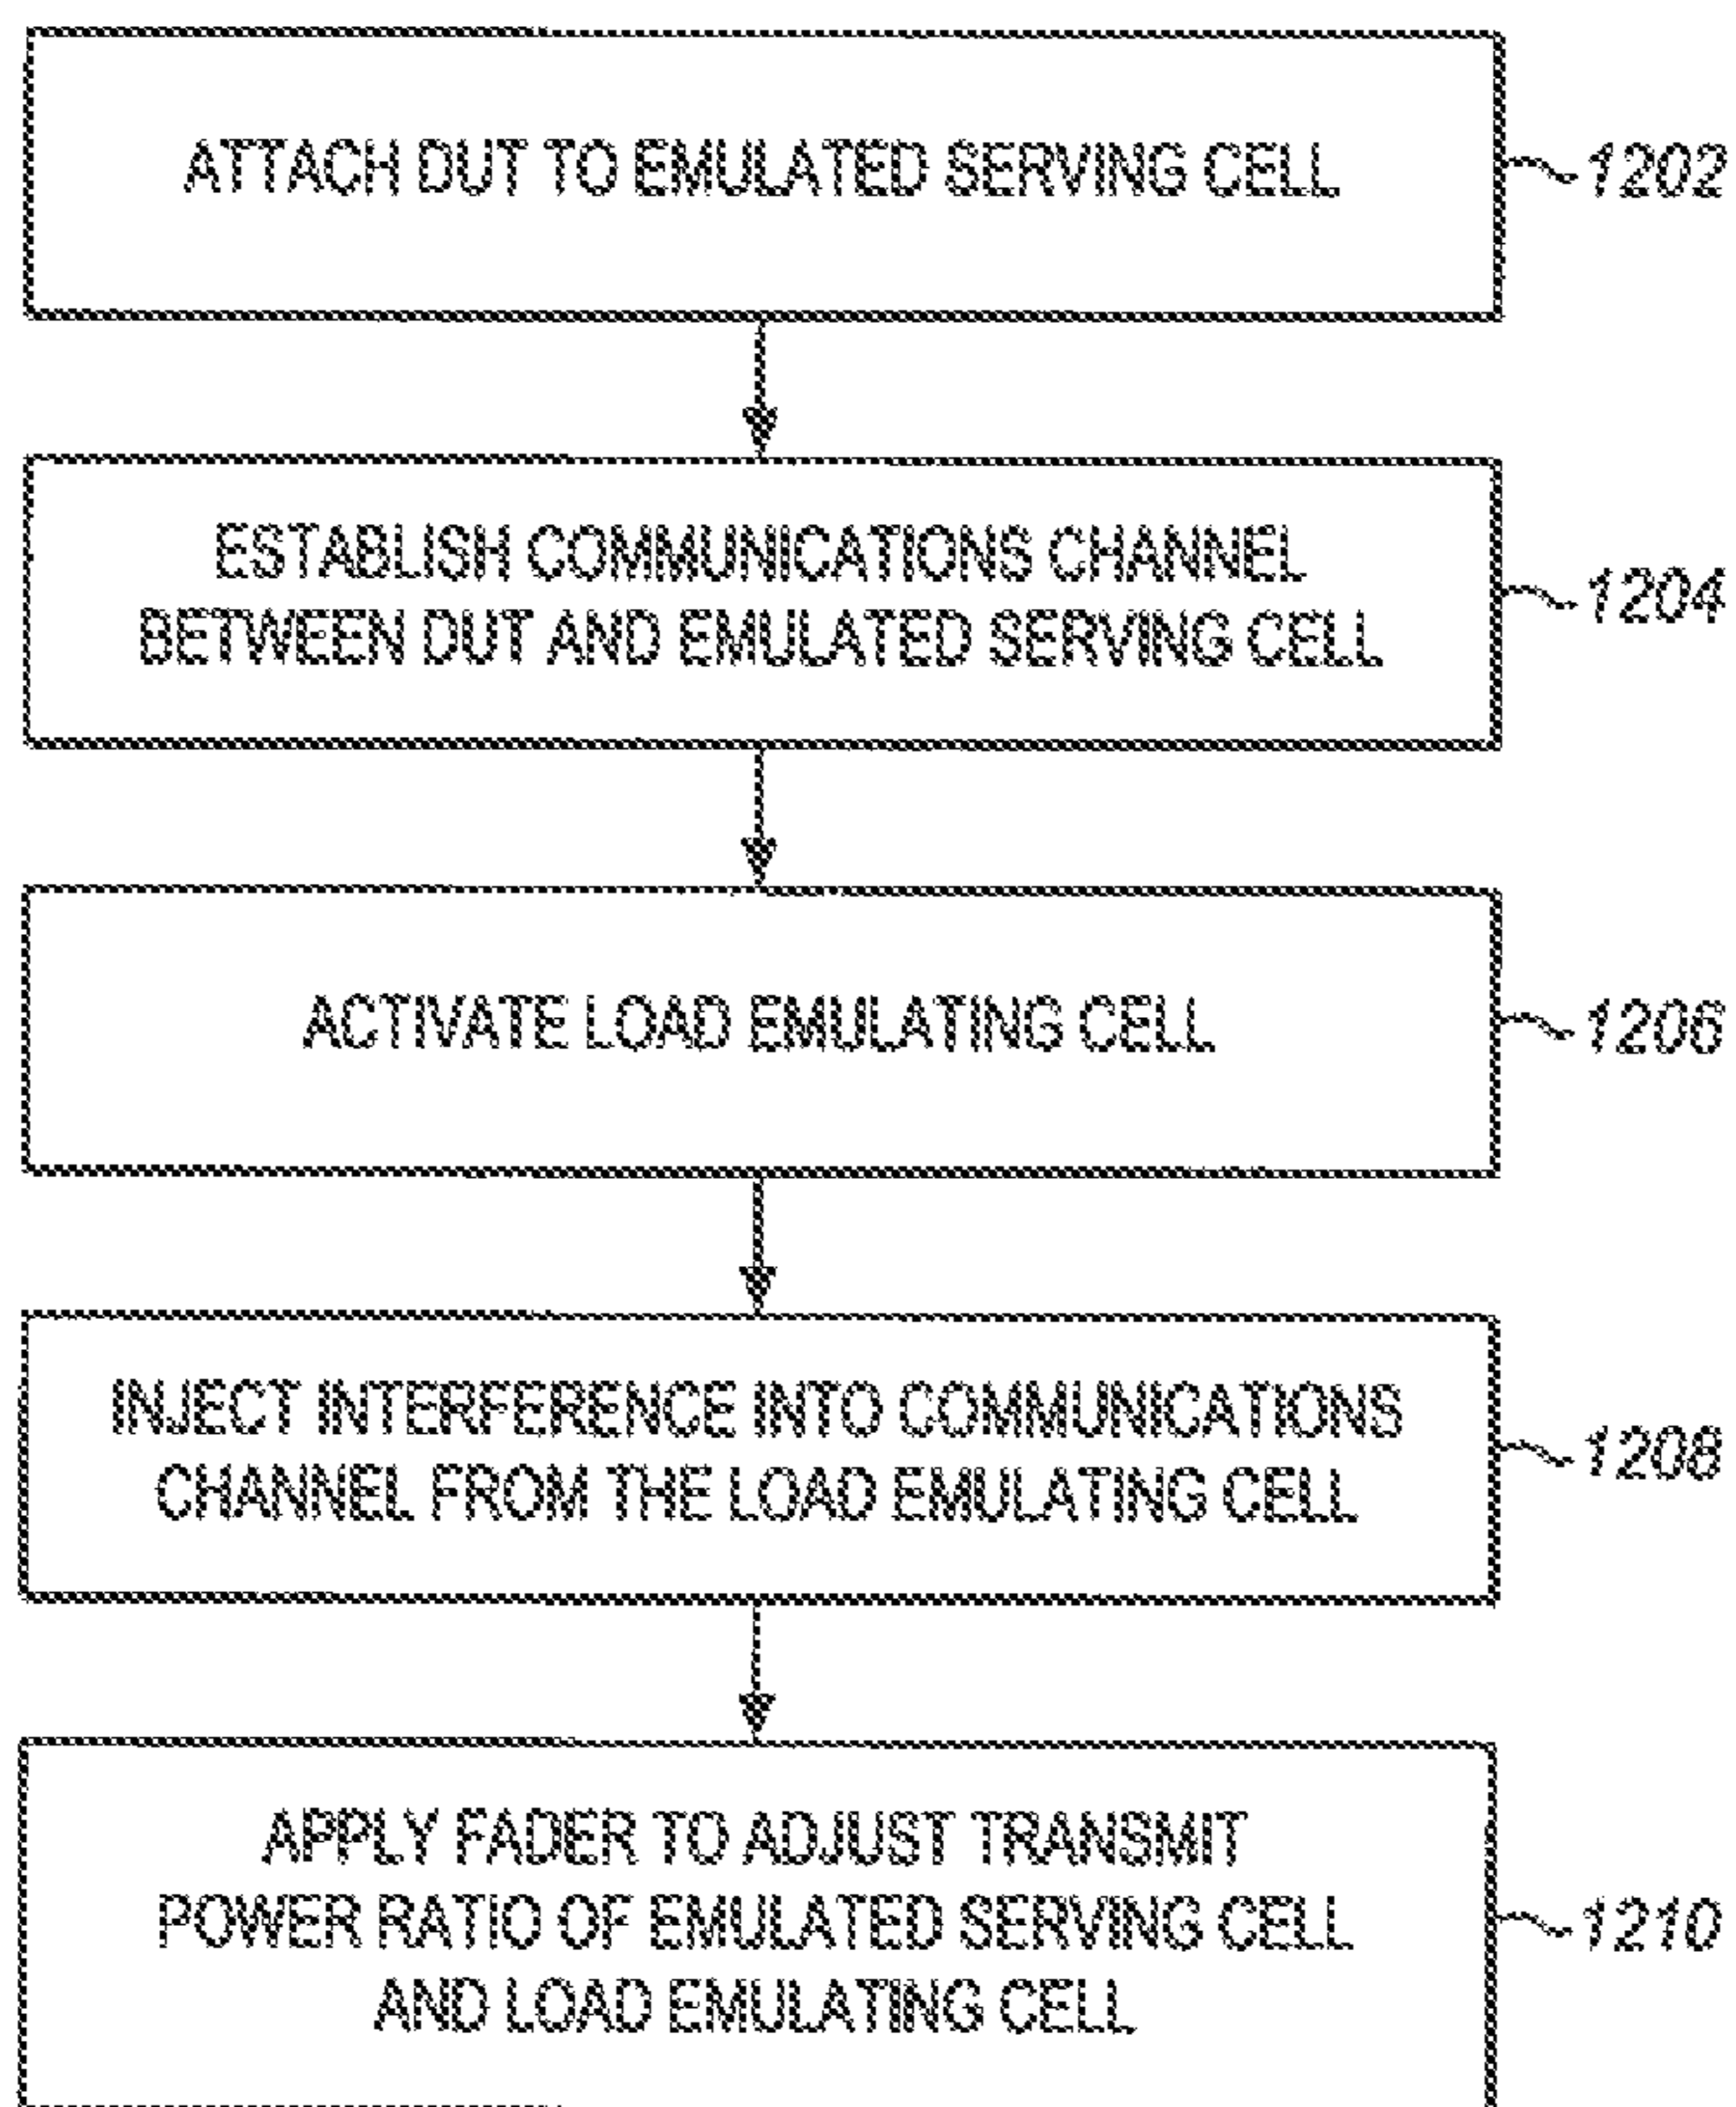 ATTACH DUT TO EMULATED SERVING CELL
1202
ESTABLISH COMMUNICATIONS CHANNEL
BETWEEN DUT AND EMULATED SERVING CELL
1204
ACTIVATE LOAD EMULATING CELL
1206
INJECT INTERFERENCE INTO COMMUNICATIONS
CHANNEL FROM THE LOAD EMULATING CELL
1208
APPLY FADER TO ADJUST TRANSMIT
POWER RATIO OF EMULATED SERVING CELL
AND LOAD EMULATING CELL
1210